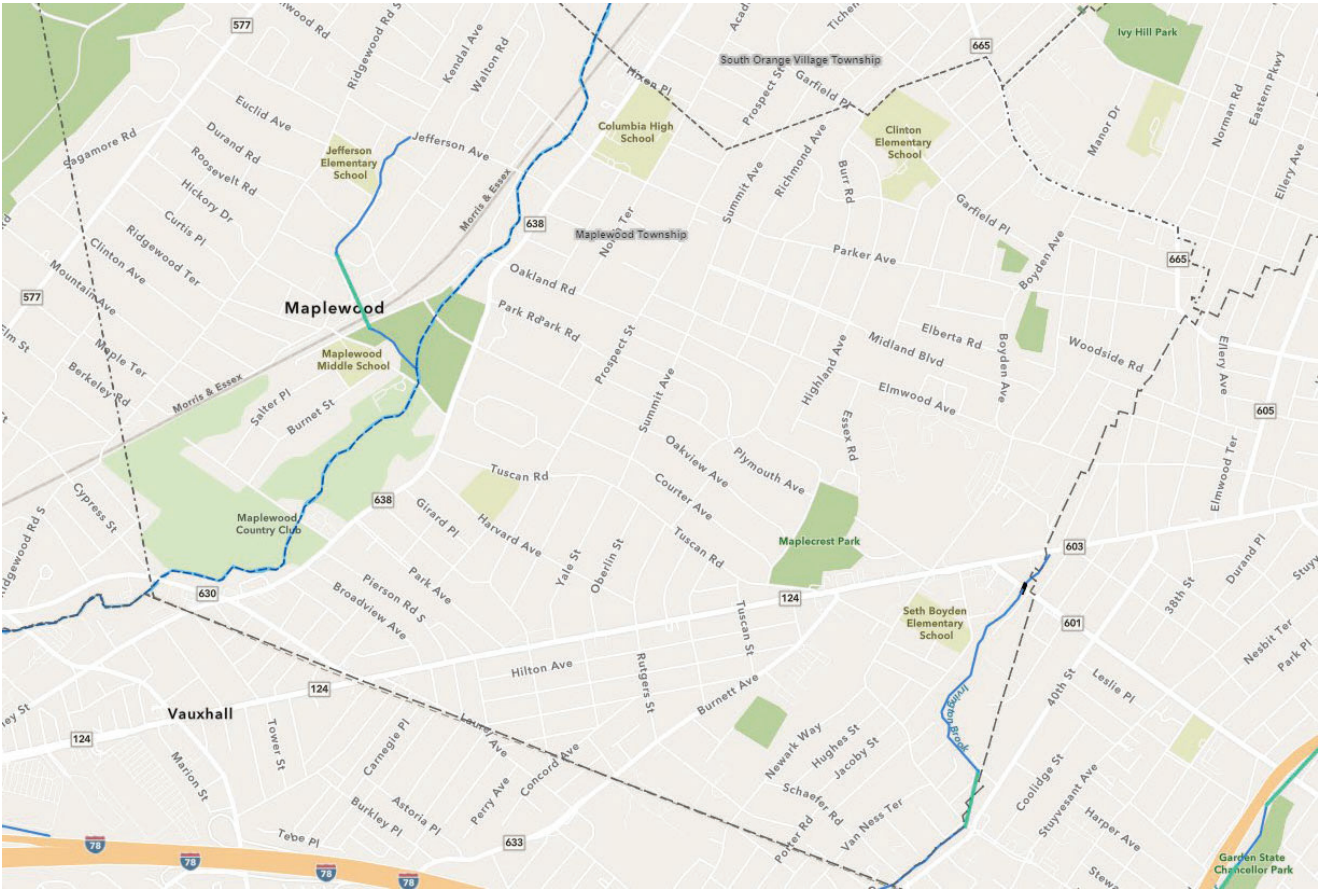 577
nwood Rd
Ridgewood Rd S
Kendal Ave
Walton Rd
Hixon Pl
Prospect St
South Orange Village Township
Garfield Pl
Tichen
665
Ivy Hill Park
Norman Rd
Eastern Pkwy
Euclid Ave
Durand Rd
Roosevelt Rd
Hickory Dr
Curtis Pl
Sagamore Rd
Jefferson
Elementary
School
Jefferson Ave
Morris & Essex
Columbia High
School
Clinton
Elementary
School
Manor Dr
Ellery Ave
Summit Ave
Richmond Ave
Burr Rd
Garfield Pl
638
Maplewood Township
Parker Ave
Boyden Ave
665
Ridgewood Ter
Clinton Ave
Mountain Ave
577
Maplewood
Oakland Rd
Park Rd
Park Rd
Elm St
Maple Ter
Berkeley Rd
Maplewood
Middle School
Morris & Essex
Salter Pl
Burnet St
Prospect St
Summit Ave
Highland Ave
Midland Blvd
Elberta Rd
Elmwood Ave
Boyden Ave
Woodside Rd
Ellery Ave
605
Elmwood Ter
Essex Rd
Oakview Ave
Plymouth Ave
Courter Ave
Tuscan Rd
Tuscan Rd
638
Girard Pl
Harvard Ave
Yale St
Oberlin St
Cypress St
Ridgewood Rd S
Maplewood
Country Club
Maplecrest Park
603
630
Park Ave
Pierson Rd S
Broadview Ave
124
Tuscan St
Seth Boyden
Elementary
School
601
38th St
Durand Pl
Stuyv
Nesbit Ter
Park Pl
Hilton Ave
Rutgers St
Burnett Ave
124
Vauxhall
124
Irvington Brook
40th St
Leslie Pl
Tower St
Carnegie Pl
Laurel Ave
Concord Ave
Perry Ave
Marion St
Astoria Pl
Burkley Pl
Newark Way
Hughes St
Jacoby St
Schaefer Rd
Van Ness Ter
Potter Rd
Coolidge St
Stuyvesant Ave
Harper Ave
Stew
633
78
78
78
Garden State
Chancellor Park